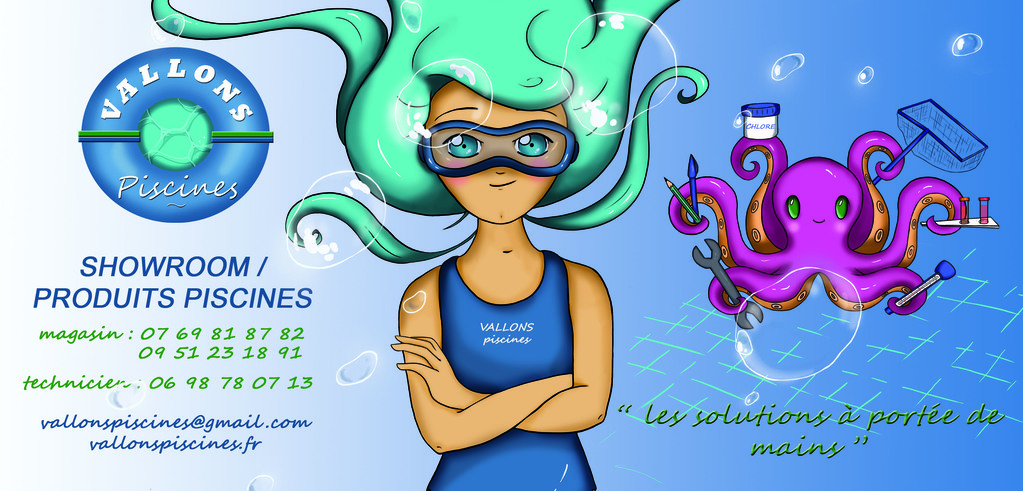 VALLONS
Piscines
SHOWROOM /
PRODUITS PISCINES
magasin : 07 69 81 87 82
09 51 23 18 91
technicien : 06 98 78 07 13
vallonspiscines@gmail.com
vallonspiscines.fr
VALLONS
piscines
CHLORE
“ les solutions à portée de
mains ”